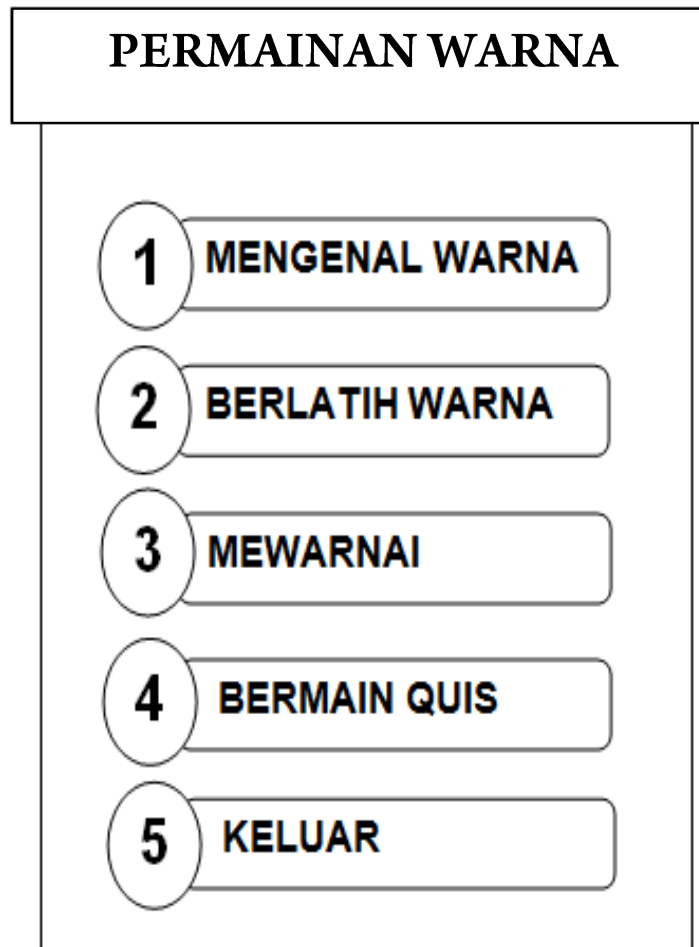 PERMAINAN WARNA
1 MENGENAL WARNA
2 BERLATIH WARNA
3 MEWARNAI
4 BERMAIN QUIS
5 KELUAR